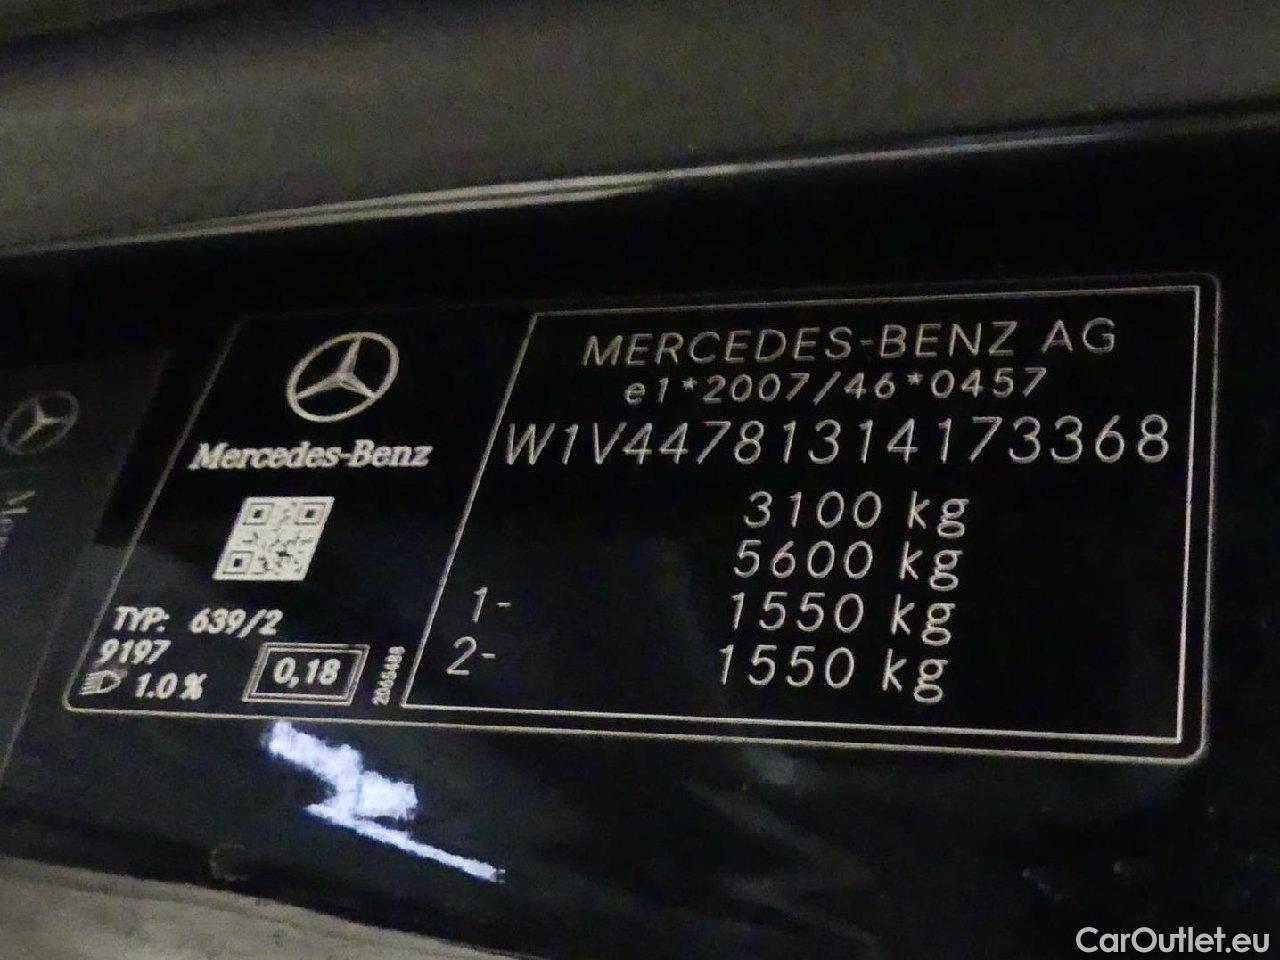 Mercedes-Benz
TYP: 639/2
9197
1.0 %
0,18
2065488
MERCEDES-BENZ AG
e1*2007/46*0457
W1V44781314173368
3100 kg
5600 kg
1- 1550 kg
2- 1550 kg
CarOutlet.eu